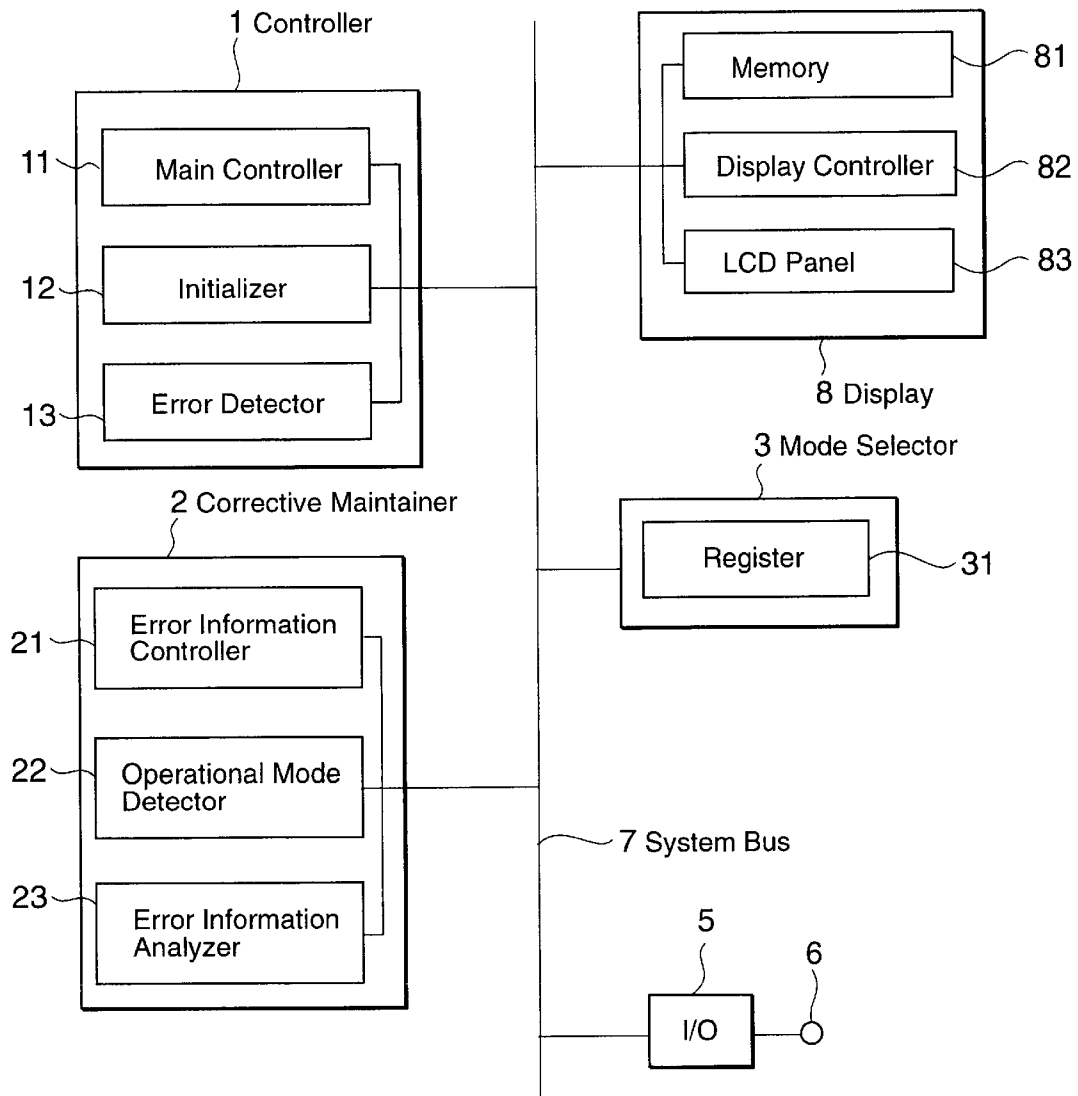 1 Controller
11
Main Controller
12
Initializer
13
Error Detector
2 Corrective Maintainer
21
Error Information
Controller
22
Operational Mode
Detector
23
Error Information
Analyzer
Memory
81
Display Controller
82
LCD Panel
83
8 Display
3 Mode Selector
Register
31
7 System Bus
5
I/O
6